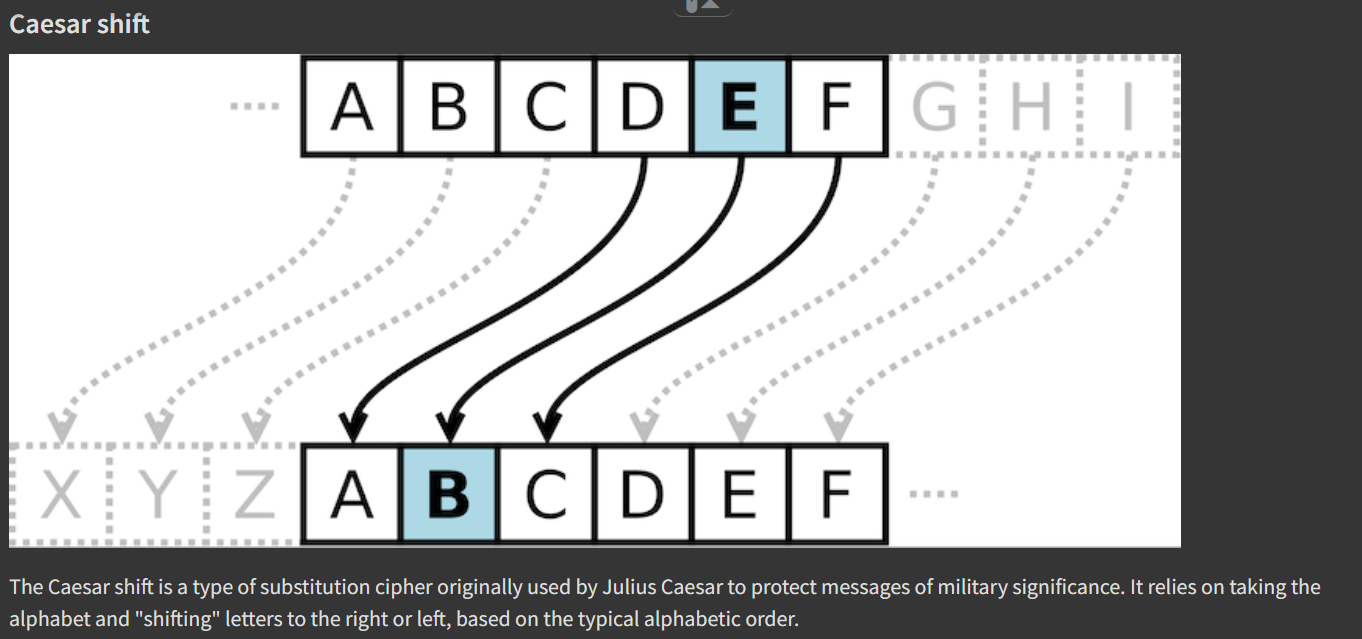 Caesar shift
.... A B C D E F G H I
X Y Z A B C D E F ....
The Caesar shift is a type of substitution cipher originally used by Julius Caesar to protect messages of military significance. It relies on taking the
alphabet and "shifting" letters to the right or left, based on the typical alphabetic order.